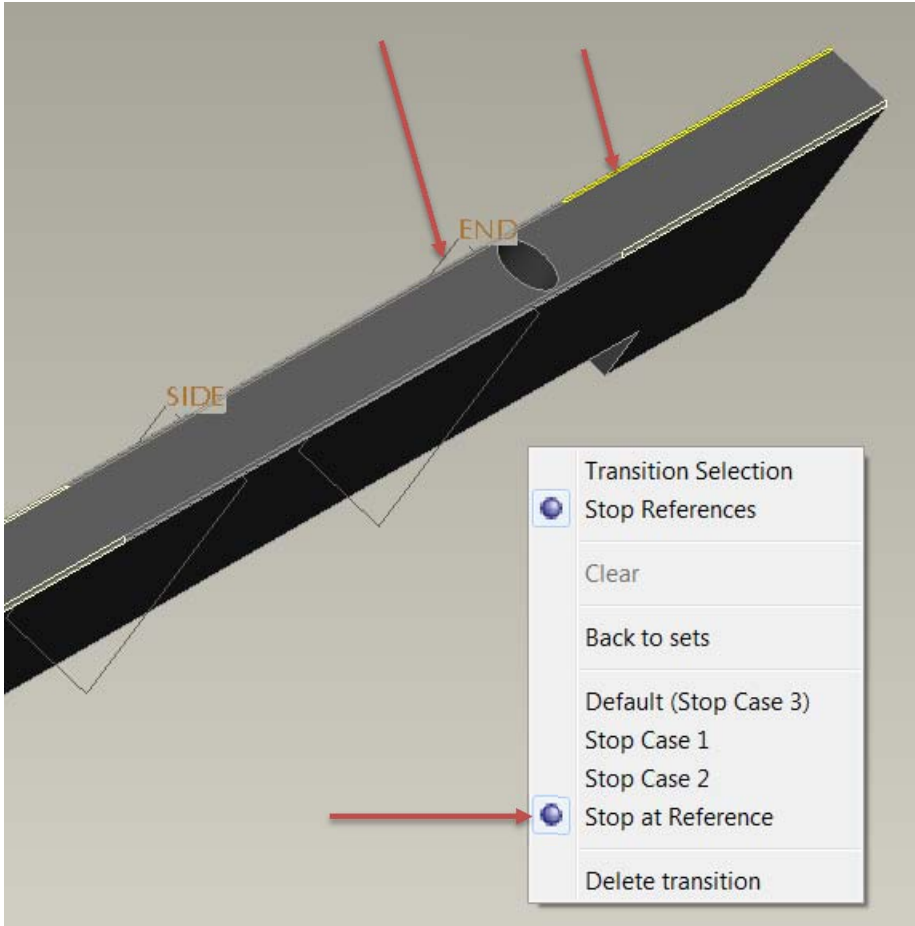 END
SIDE
Transition Selection
Stop References
Clear
Back to sets
Default (Stop Case 3)
Stop Case 1
Stop Case 2
Stop at Reference
Delete transition